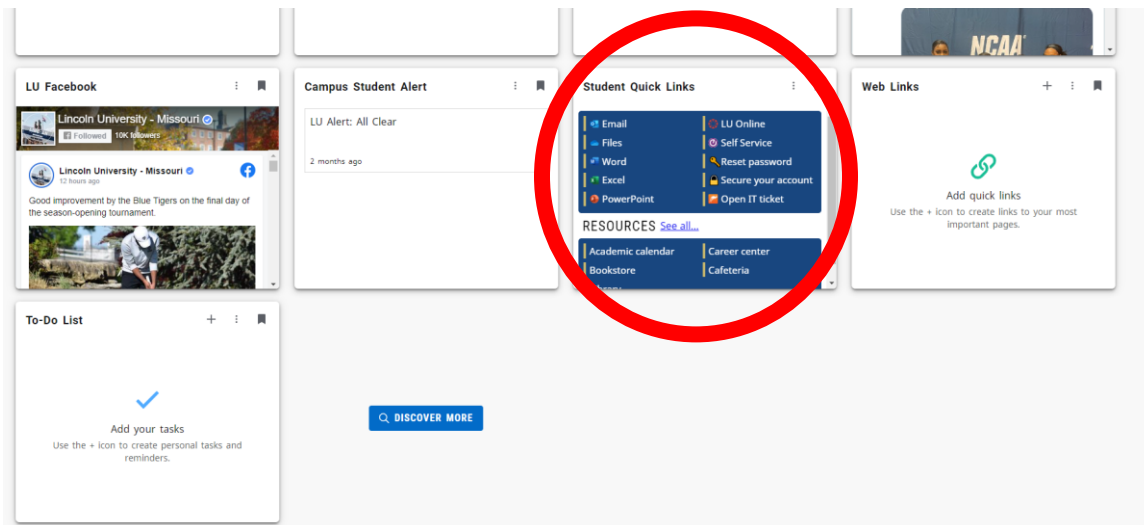 NCAA
LU Facebook
Lincoln University - Missouri
Followed 10K followers
Lincoln University - Missouri
12 hours ago
Good improvement by the Blue Tigers on the final day of
the season-opening tournament.
Campus Student Alert
LU Alert: All Clear
2 months ago
Student Quick Links
Email
LU Online
Files
Self Service
Word
Reset password
Excel
Secure your account
PowerPoint
Open IT ticket
RESOURCES See all...
Academic calendar
Career center
Bookstore
Cafeteria
Web Links
Add quick links
Use the + icon to create links to your most
important pages.
To-Do List
Add your tasks
Use the + icon to create personal tasks and
reminders.
DISCOVER MORE